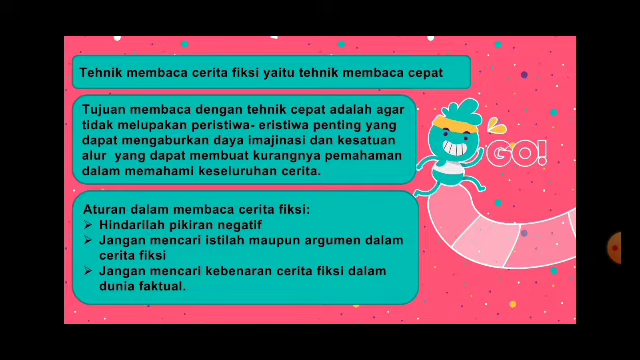 Tehnik membaca cerita fiksi yaitu tehnik membaca cepat
Tujuan membaca dengan tehnik cepat adalah agar
tidak melupakan peristiwa- eristiwa penting yang
dapat mengaburkan daya imajinasi dan kesatuan
alur yang dapat membuat kurangnya pemahaman
dalam memahami keseluruhan cerita.
GO!
Aturan dalam membaca cerita fiksi:
➢ Hindarilah pikiran negatif
➢ Jangan mencari istilah maupun argumen dalam
cerita fiksi
➢ Jangan mencari kebenaran cerita fiksi dalam
dunia faktual.